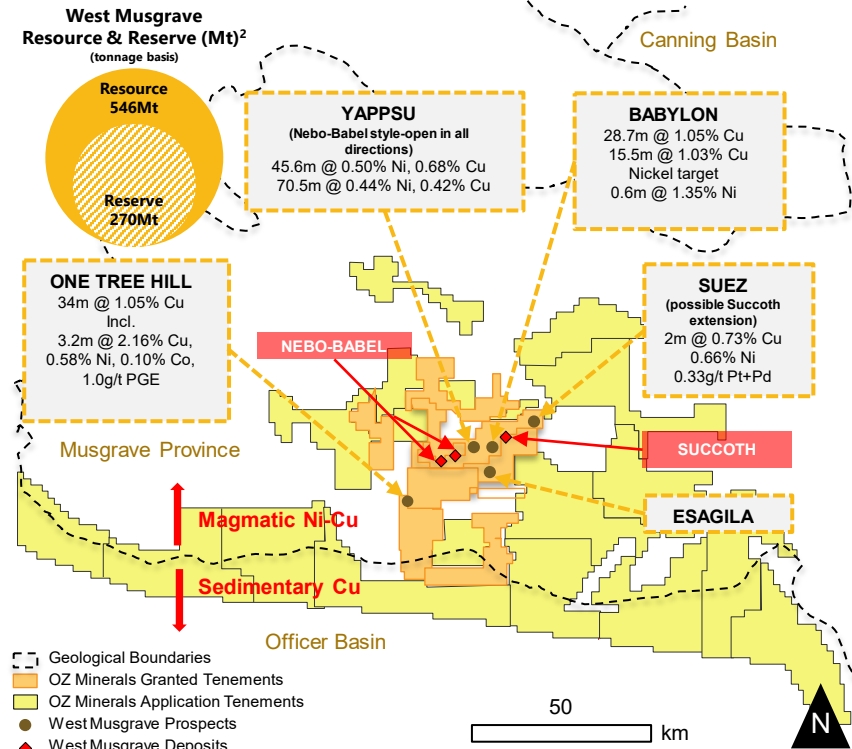 West Musgrave
Resource & Reserve (Mt)2
(tonnage basis)
Resource
546Mt
Reserve
270Mt
Canning Basin
YAPPSU
(Nebo-Babel style-open in all
directions)
45.6m @ 0.50% Ni, 0.68% Cu
70.5m @ 0.44% Ni, 0.42% Cu
BABYLON
28.7m @ 1.05% Cu
15.5m @ 1.03% Cu
Nickel target
0.6m @ 1.35% Ni
ONE TREE HILL
34m @ 1.05% Cu
Incl.
3.2m @ 2.16% Cu,
0.58% Ni, 0.10% Co,
1.0g/t PGE
SUEZ
(possible Succoth
extension)
2m @ 0.73% Cu
0.66% Ni
0.33g/t Pt+Pd
NEBO-BABEL
SUCCOTH
Musgrave Province
ESAGILA
Magmatic Ni-Cu
Sedimentary Cu
Officer Basin
Geological Boundaries
OZ Minerals Granted Tenements
OZ Minerals Application Tenements
West Musgrave Prospects
West Musgrave Deposits
50
km
N